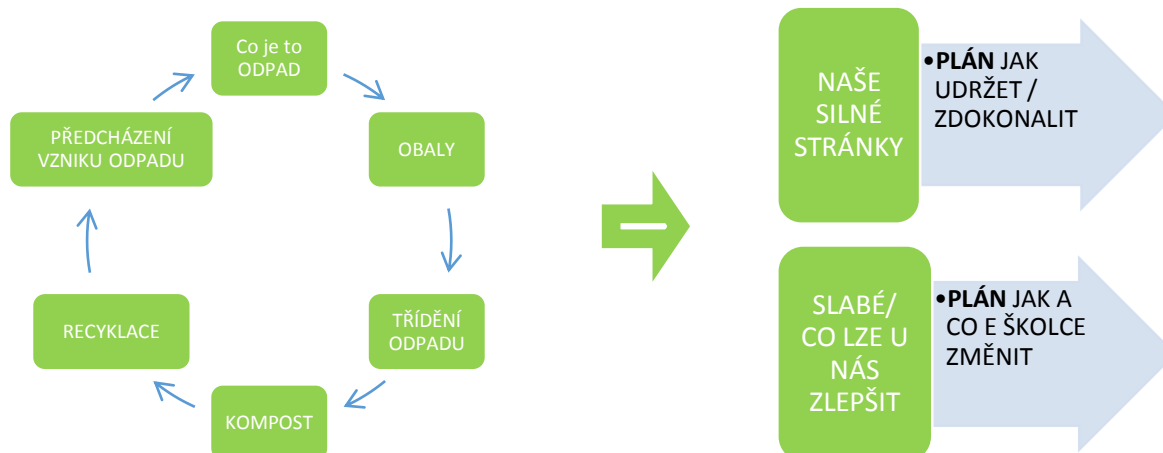 Co je to
ODPAD
OBALY
TŘÍDĚNÍ
ODPADU
KOMPOST
RECYKLACE
PŘEDCHÁZENÍ
VZNIKU ODPADU
NAŠE
SILNÉ
STRÁNKY
•PLÁN JAK
UDRŽET /
ZDOKONALIT
SLABÉ/
CO LZE U
NÁS
ZLEPŠIT
•PLÁN JAK A
CO E ŠKOLCE
ZMĚNIT